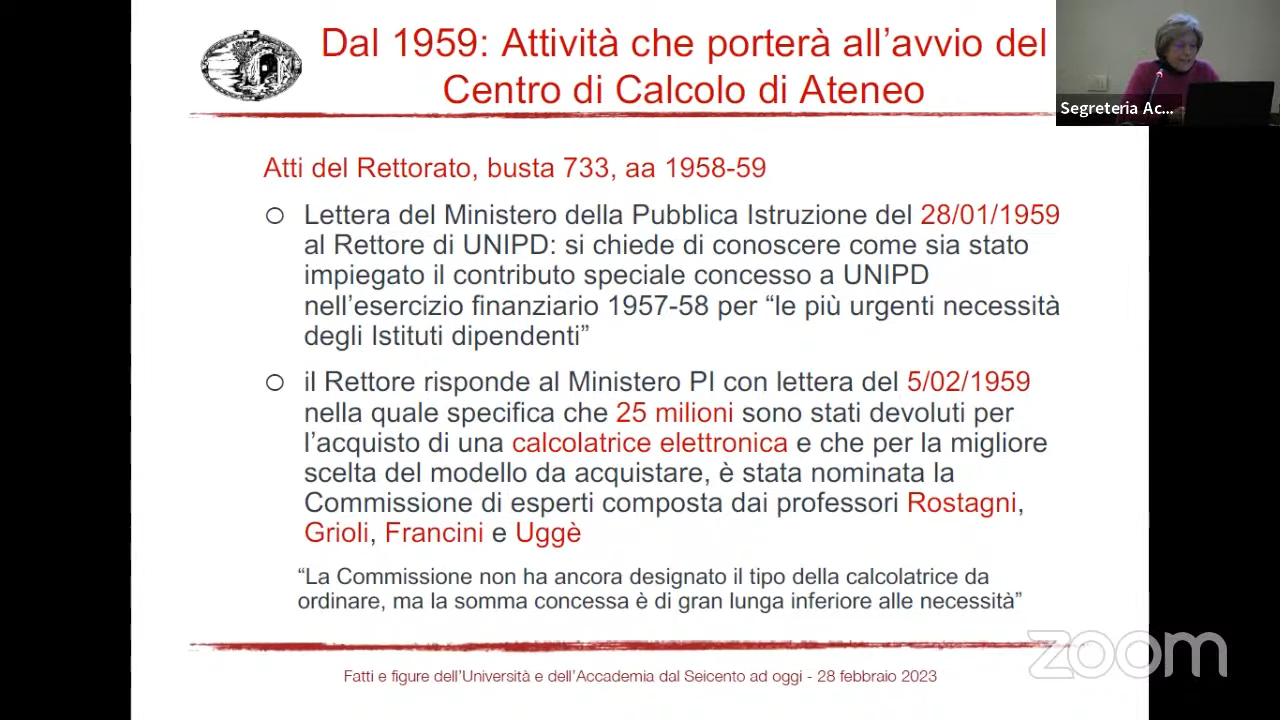 Dal 1959: Attività che porterà all’avvio del
Centro di Calcolo di Ateneo
Segreteria Ac...
Atti del Rettorato, busta 733, aa 1958-59
Lettera del Ministero della Pubblica Istruzione del 28/01/1959
al Rettore di UNIPD: si chiede di conoscere come sia stato
impiegato il contributo speciale concesso a UNIPD
nell’esercizio finanziario 1957-58 per “le più urgenti necessità
degli Istituti dipendenti”
il Rettore risponde al Ministero PI con lettera del 5/02/1959
nella quale specifica che 25 milioni sono stati devoluti per
l’acquisto di una calcolatrice elettronica e che per la migliore
scelta del modello da acquistare, è stata nominata la
Commissione di esperti composta dai professori Rostagni,
Grioli, Francini e Uggè
“La Commissione non ha ancora designato il tipo della calcolatrice da
ordinare, ma la somma concessa è di gran lunga inferiore alle necessità”
zoom
Fatti e figure dell’Università e dell’Accademia dal Seicento ad oggi - 28 febbraio 2023